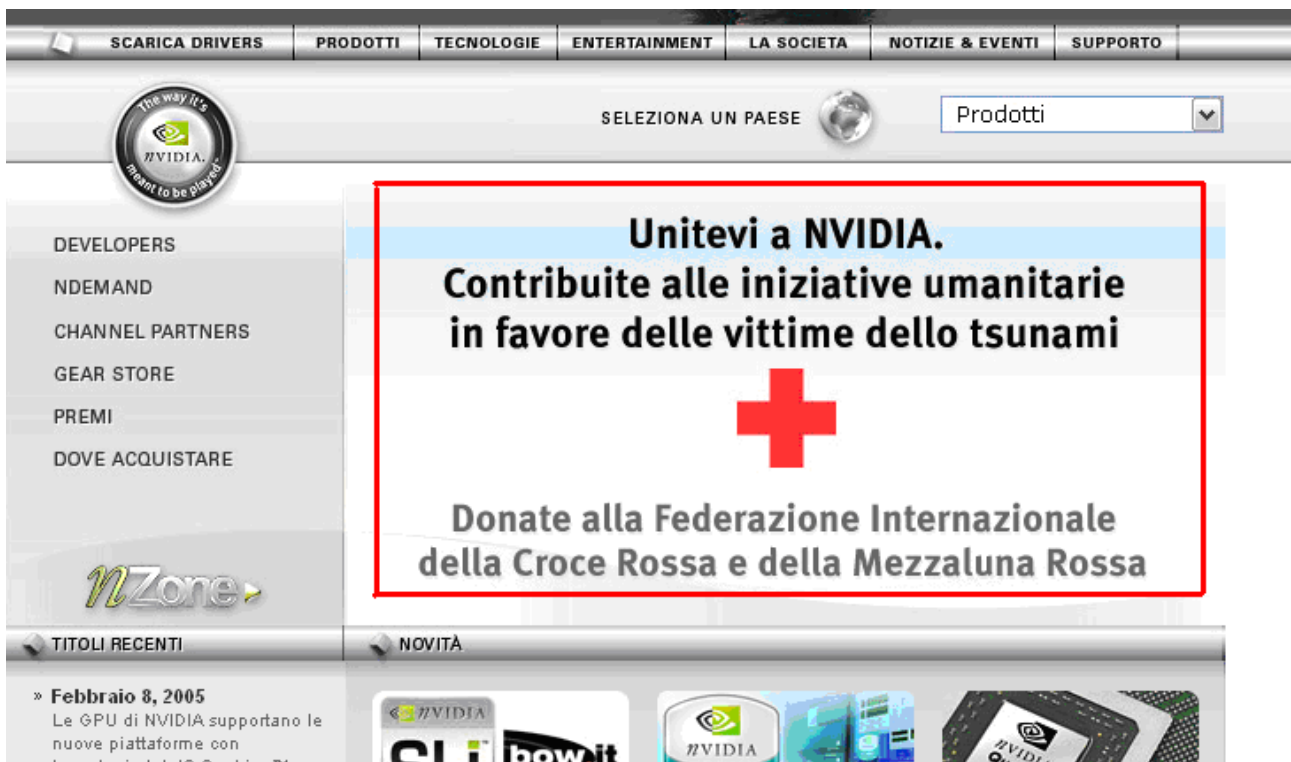 SCARICA DRIVERS PRODOTTI TECNOLOGIE ENTERTAINMENT LA SOCIETA NOTIZIE & EVENTI SUPPORTO
The way it's
nVIDIA.
meant to be played
SELEZIONA UN PAESE
Prodotti
DEVELOPERS
NDEMAND
CHANNEL PARTNERS
GEAR STORE
PREMI
DOVE ACQUISTARE
nZone
Unitevi a NVIDIA.
Contribuite alle iniziative umanitarie
in favore delle vittime dello tsunami
Donate alla Federazione Internazionale
della Croce Rossa e della Mezzaluna Rossa
TITOLI RECENTI
» Febbraio 8, 2005
Le GPU di NVIDIA supportano le
nuove piattaforme con
NOVITÀ
nVIDIA
SLi
nVIDIA
nVIDIA